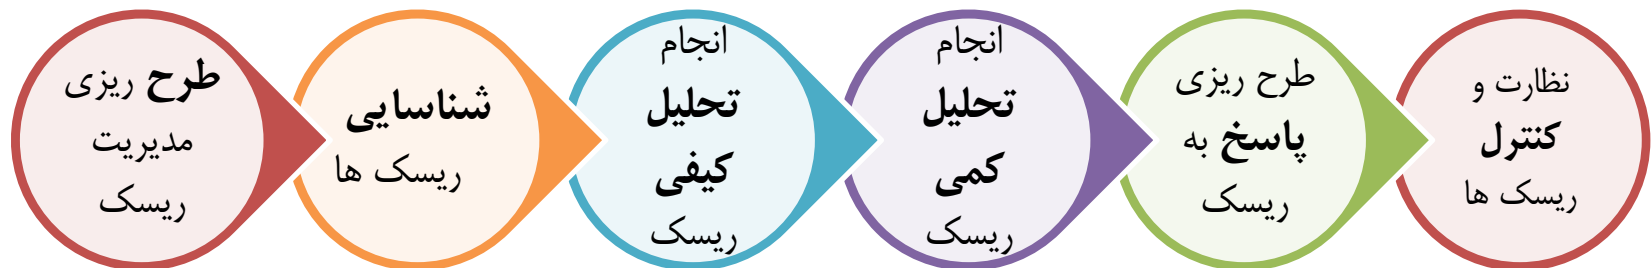 طرح ریزی
مدیریت
ریسک
شناسایی
ریسک ها
انجام
تحلیل
کیفی
ریسک
انجام
تحلیل
کمی
ریسک
طرح ریزی
پاسخ به
ریسک
نظارت و
کنترل
ریسک ها